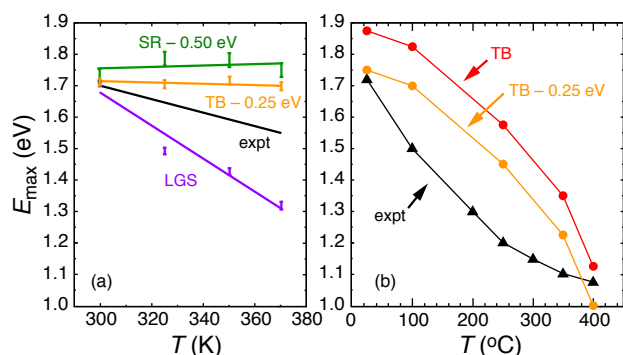 2.0
1.9
1.8
1.7
1.6
1.5
1.4
1.3
1.2
1.1
1.0
E_max (eV)
SR – 0.50 eV
TB – 0.25 eV
expt
LGS
(a)
300 320 340 360 380
T (K)
1.9
1.8
1.7
1.6
1.5
1.4
1.3
1.2
1.1
1.0
TB
TB – 0.25 eV
expt
(b)
0 100 200 300 400 500
T (°C)